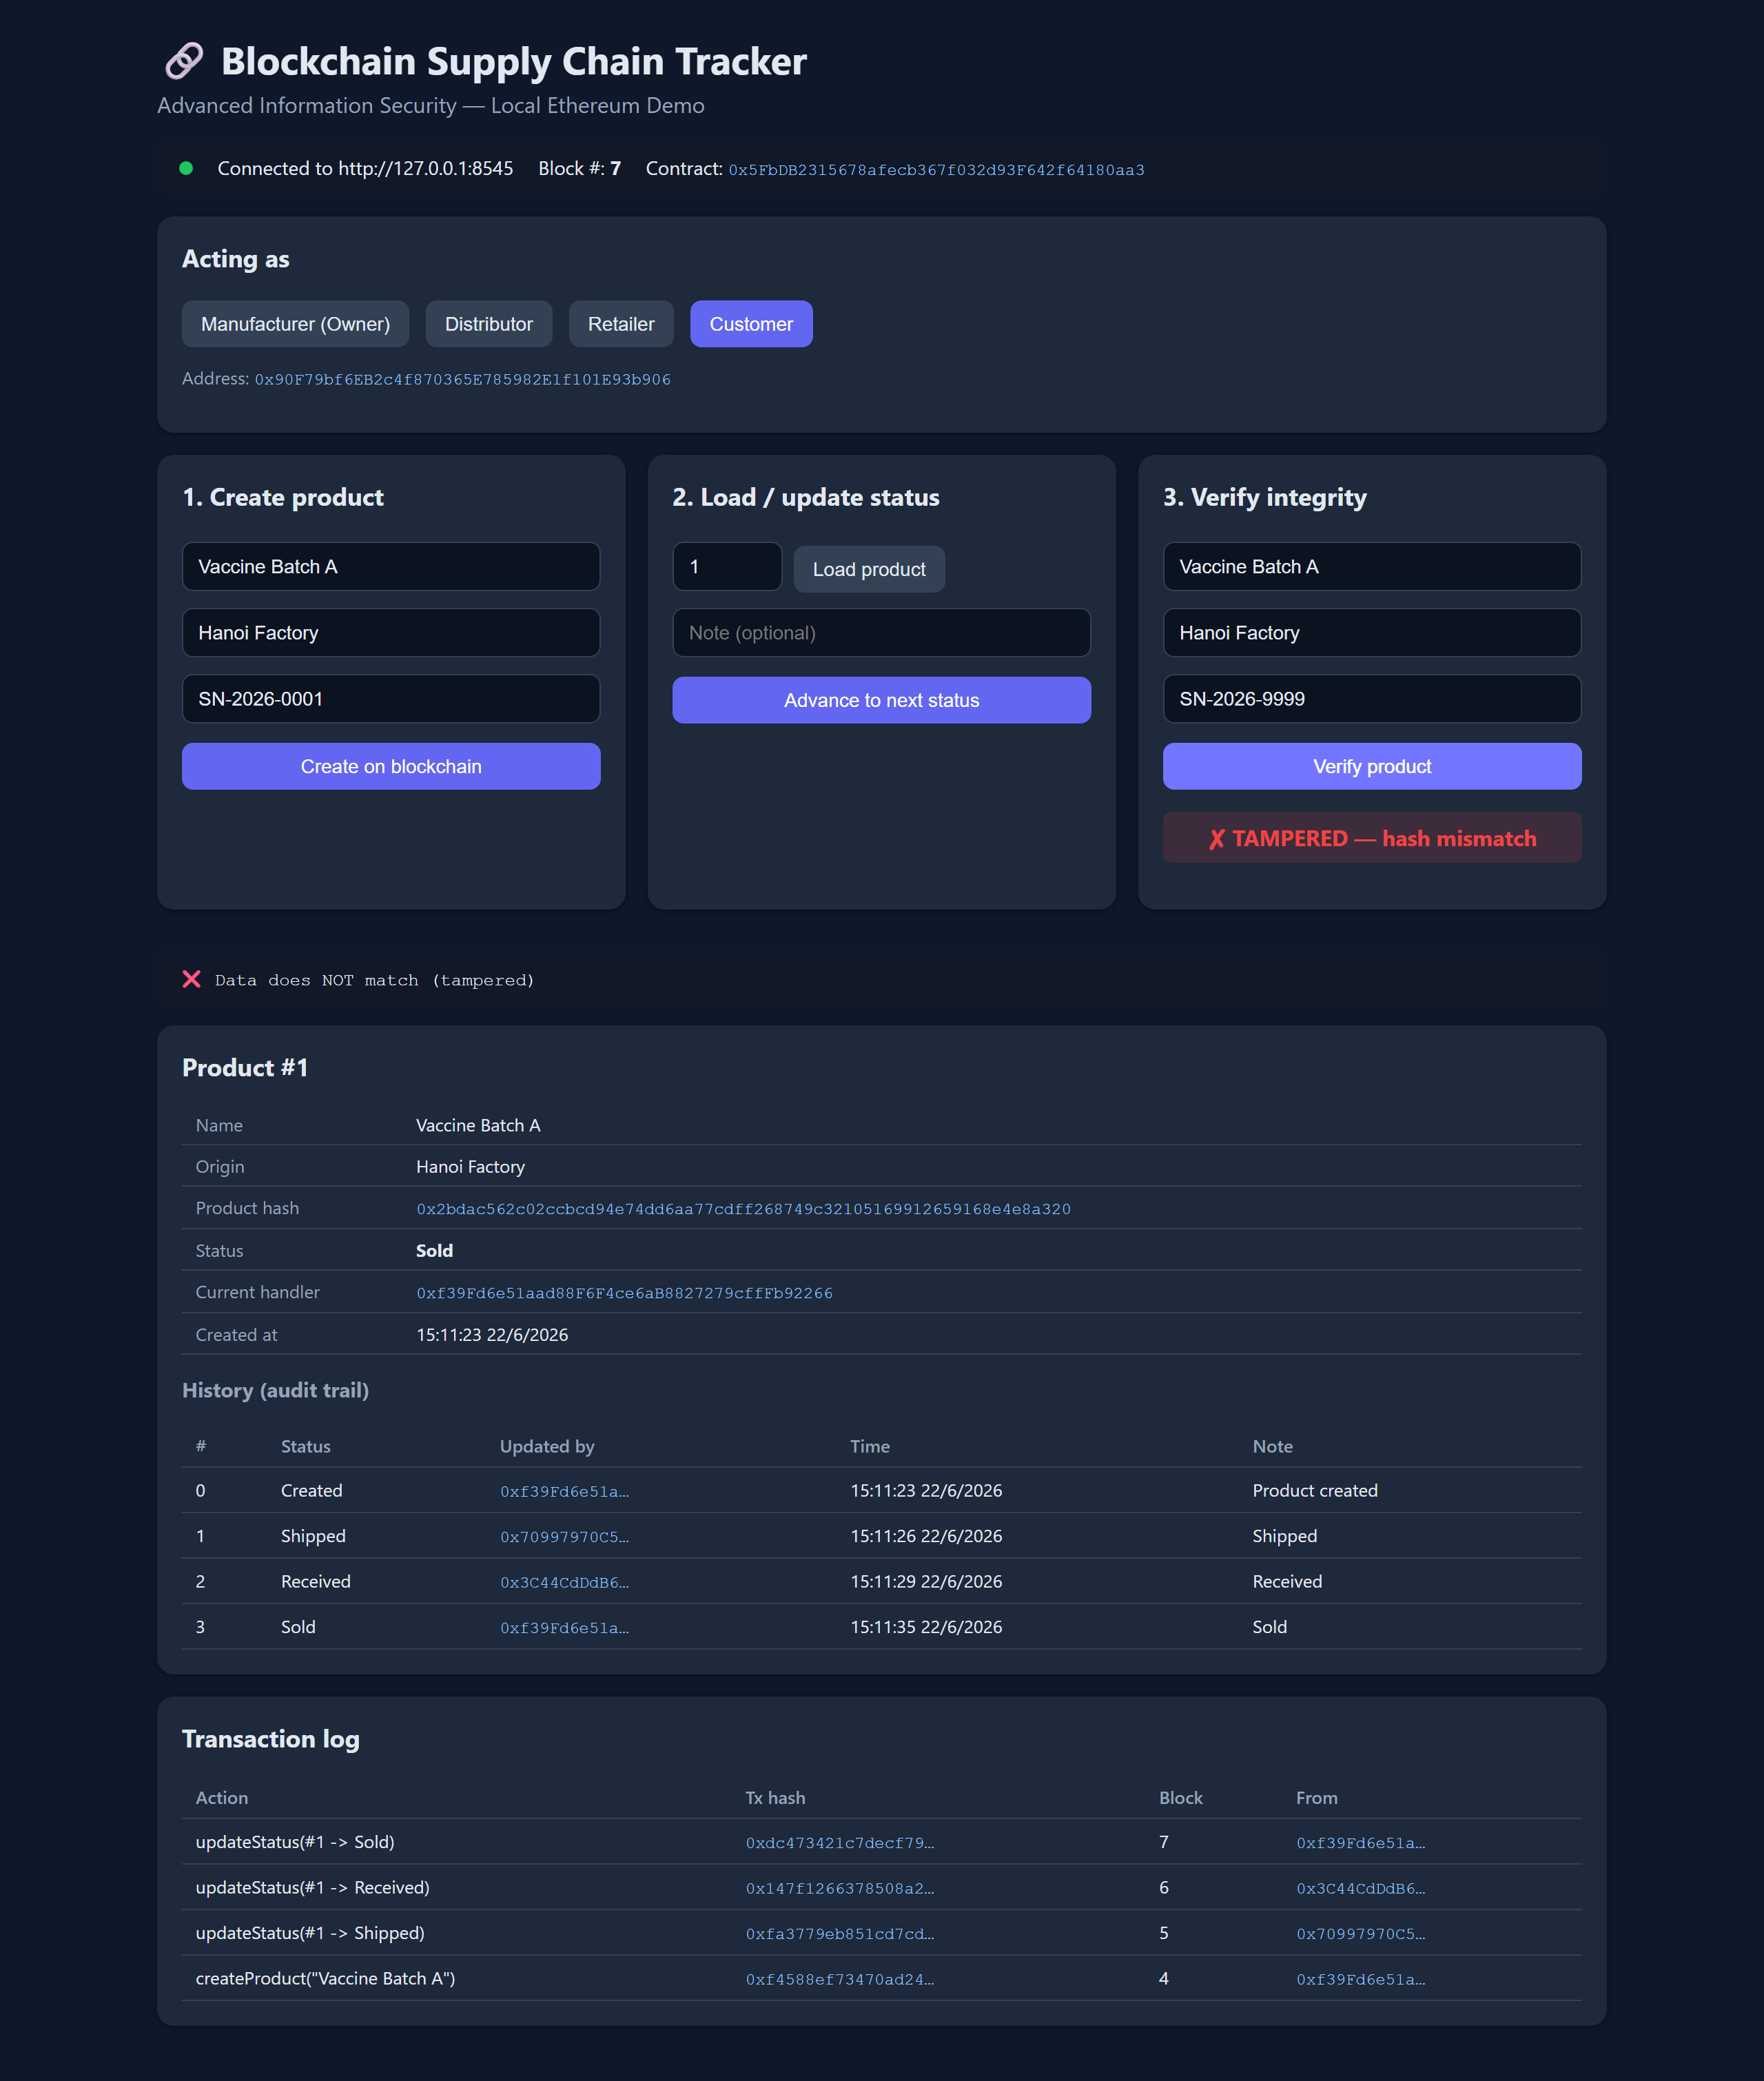 Blockchain Supply Chain Tracker
Advanced Information Security — Local Ethereum Demo
Connected to http://127.0.0.1:8545 Block #: 7 Contract: 0x5FbDB2315678afecb367f032d93F642f64180aa3
Acting as
Manufacturer (Owner) Distributor Retailer Customer
Address: 0x90F79bf6EB2c4f870365E785982E1f101E93b906
1. Create product
Vaccine Batch A
Hanoi Factory
SN-2026-0001
Create on blockchain
2. Load / update status
1 Load product
Note (optional)
Advance to next status
3. Verify integrity
Vaccine Batch A
Hanoi Factory
SN-2026-9999
Verify product
✘ TAMPERED — hash mismatch
❌ Data does NOT match (tampered)
Product #1
Name Vaccine Batch A
Origin Hanoi Factory
Product hash 0x2bdac562c02ccbcd94e74dd6aa77cdff268749c32105169912659168e4e8a320
Status Sold
Current handler 0xf39Fd6e51aad88F6F4ce6aB8827279cffFb92266
Created at 15:11:23 22/6/2026
History (audit trail)
# Status Updated by Time Note
0 Created 0xf39Fd6e51a… 15:11:23 22/6/2026 Product created
1 Shipped 0x70997970C5… 15:11:26 22/6/2026 Shipped
2 Received 0x3C44CdDdB6… 15:11:29 22/6/2026 Received
3 Sold 0xf39Fd6e51a… 15:11:35 22/6/2026 Sold
Transaction log
Action Tx hash Block From
updateStatus(#1 -> Sold) 0xdc473421c7decf79… 7 0xf39Fd6e51a…
updateStatus(#1 -> Received) 0x147f1266378508a2… 6 0x3C44CdDdB6…
updateStatus(#1 -> Shipped) 0xfa3779eb851cd7cd… 5 0x70997970C5…
createProduct("Vaccine Batch A") 0xf4588ef73470ad24… 4 0xf39Fd6e51a…